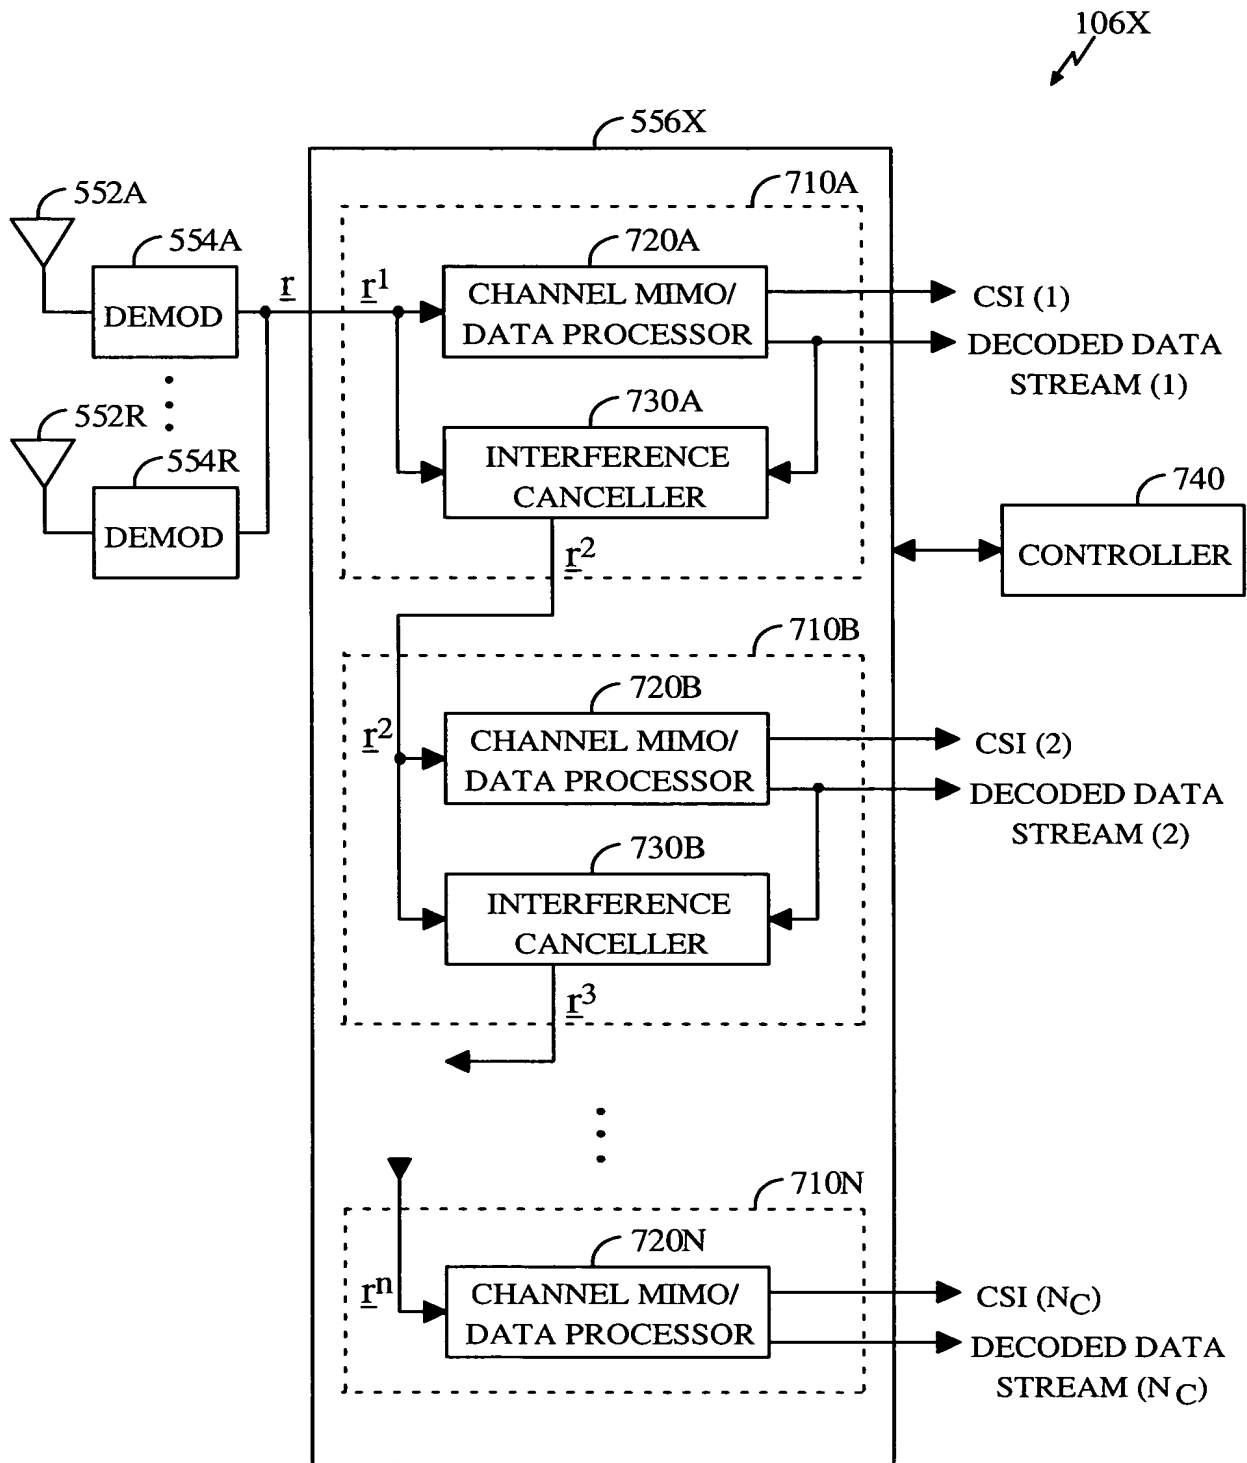 106X
556X
552A
554A
DEMOD
552R
554R
DEMOD
r
710A
r1
720A
CHANNEL MIMO/
DATA PROCESSOR
CSI (1)
DECODED DATA
STREAM (1)
730A
INTERFERENCE
CANCELLER
r2
740
CONTROLLER
710B
r2
720B
CHANNEL MIMO/
DATA PROCESSOR
CSI (2)
DECODED DATA
STREAM (2)
730B
INTERFERENCE
CANCELLER
r3
710N
rn
720N
CHANNEL MIMO/
DATA PROCESSOR
CSI (NC)
DECODED DATA
STREAM (NC)